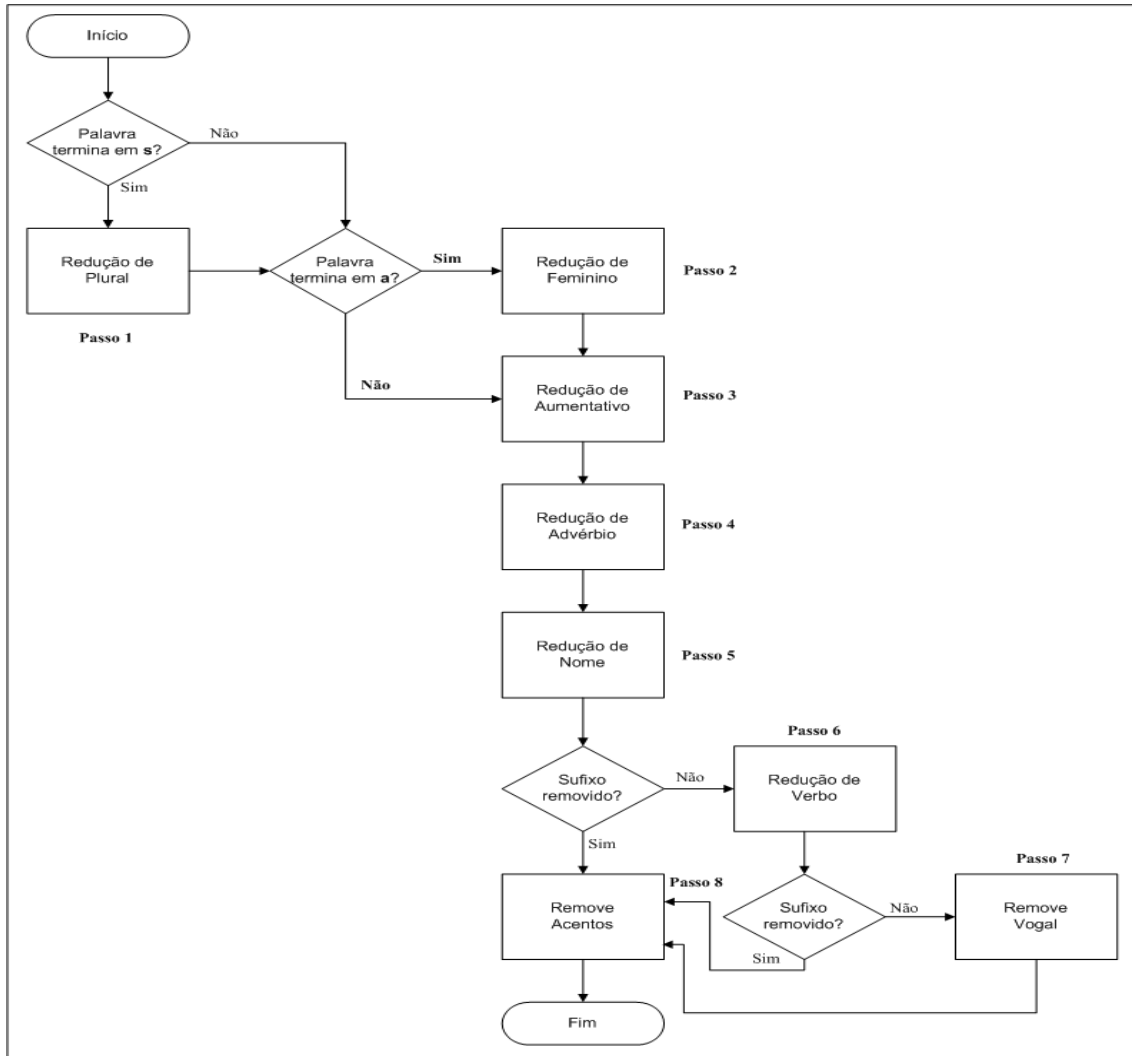 Início
Palavra
termina em s?
Não
Sim
Redução de
Plural
Passo 1
Palavra
termina em a?
Sim
Não
Redução de
Feminino
Passo 2
Redução de
Aumentativo
Passo 3
Redução de
Advérbio
Passo 4
Redução de
Nome
Passo 5
Sufixo
removido?
Não
Sim
Passo 6
Redução de
Verbo
Sufixo
removido?
Não
Sim
Passo 7
Remove
Vogal
Passo 8
Remove
Acentos
Fim